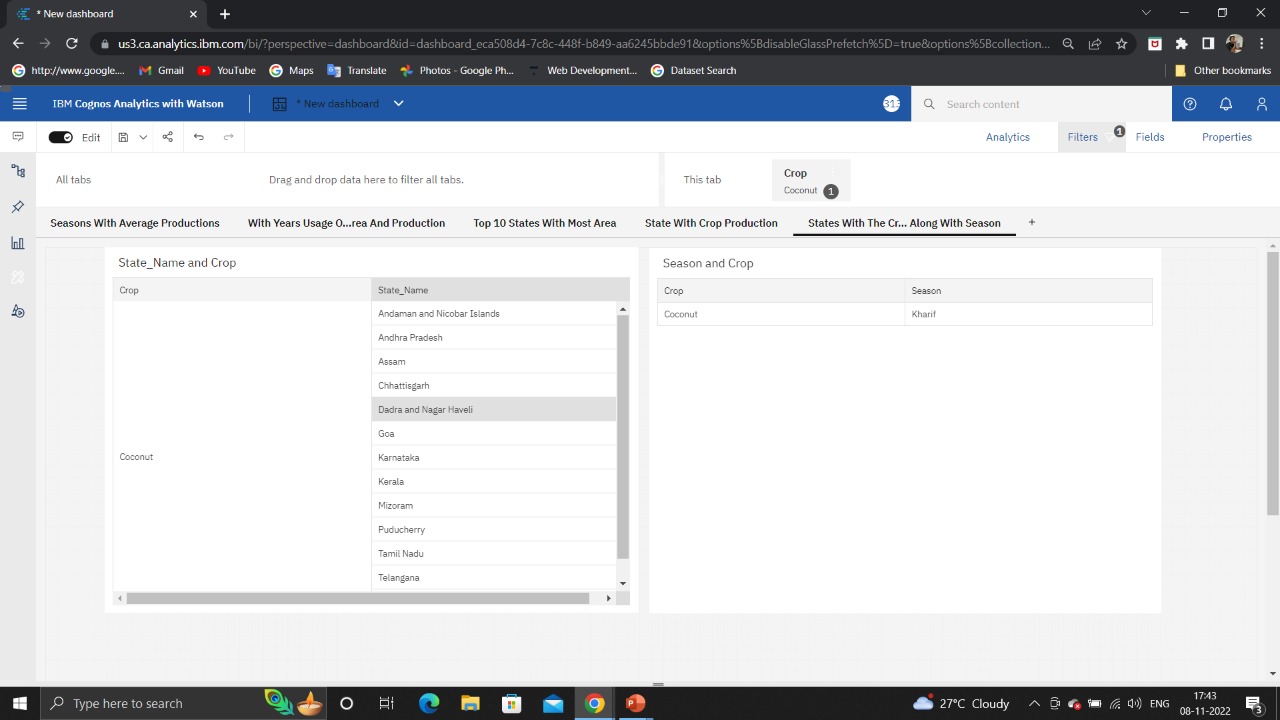 * New dashboard
us3.ca.analytics.ibm.com/bi/?perspective=dashboard&id=dashboard_eca508d4-7c8c-448f-b849-aa6245bbde91&options%5BdisableGlassPrefetch%5D=true&options%5Bcollection...
http://www.google....
Gmail
YouTube
Maps
Translate
Photos - Google Ph...
Web Development...
Dataset Search
Other bookmarks
IBM Cognos Analytics with Watson
* New dashboard
Search content
Edit
Analytics
Filters
1
Fields
Properties
All tabs
Drag and drop data here to filter all tabs.
This tab
Crop
Coconut 1
Seasons With Average Productions
With Years Usage O...rea And Production
Top 10 States With Most Area
State With Crop Production
States With The Cr... Along With Season
State_Name and Crop
Crop
State_Name
Coconut
Andaman and Nicobar Islands
Andhra Pradesh
Assam
Chhattisgarh
Dadra and Nagar Haveli
Goa
Karnataka
Kerala
Mizoram
Puducherry
Tamil Nadu
Telangana
Season and Crop
Crop
Season
Coconut
Kharif
Type here to search
27°C Cloudy
ENG
17:43
08-11-2022
3